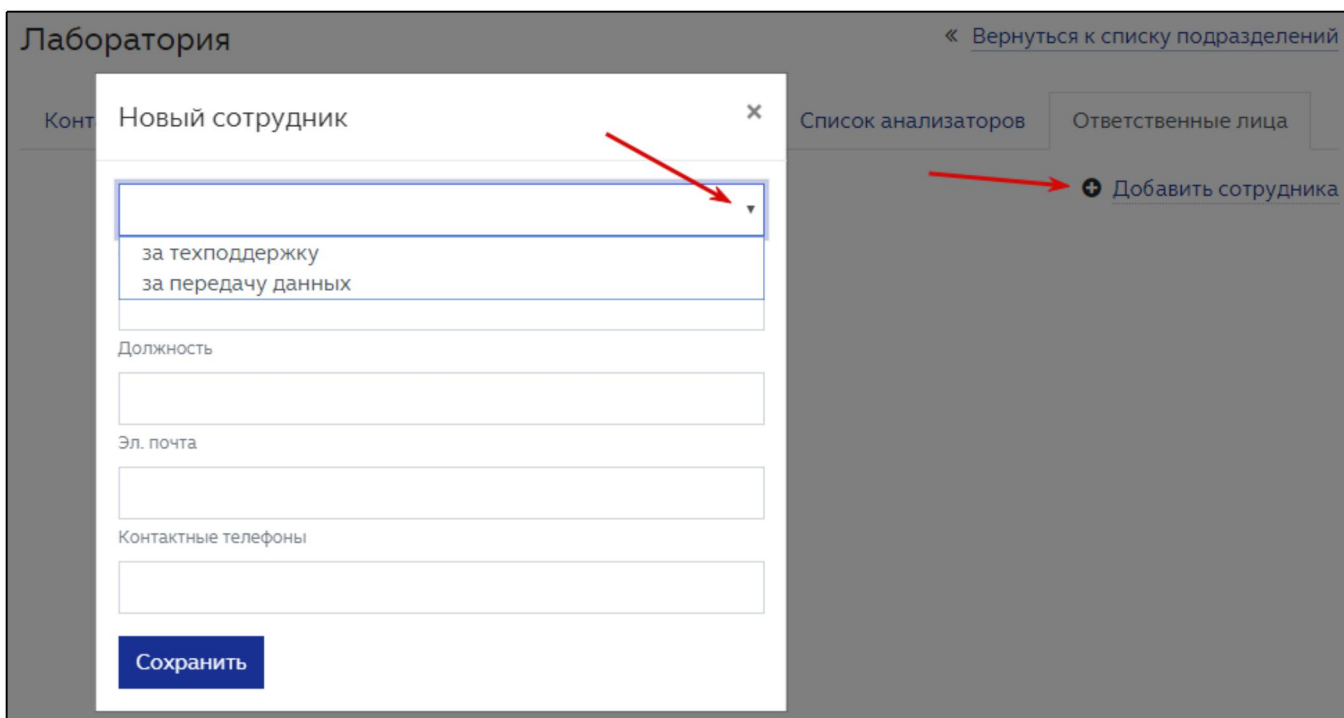 Лаборатория
« Вернуться к списку подразделений
Конт
Новый сотрудник ×
Список анализаторов
Ответственные лица
Добавить сотрудника
за техподдержку
за передачу данных
Должность
Эл. почта
Контактные телефоны
Сохранить